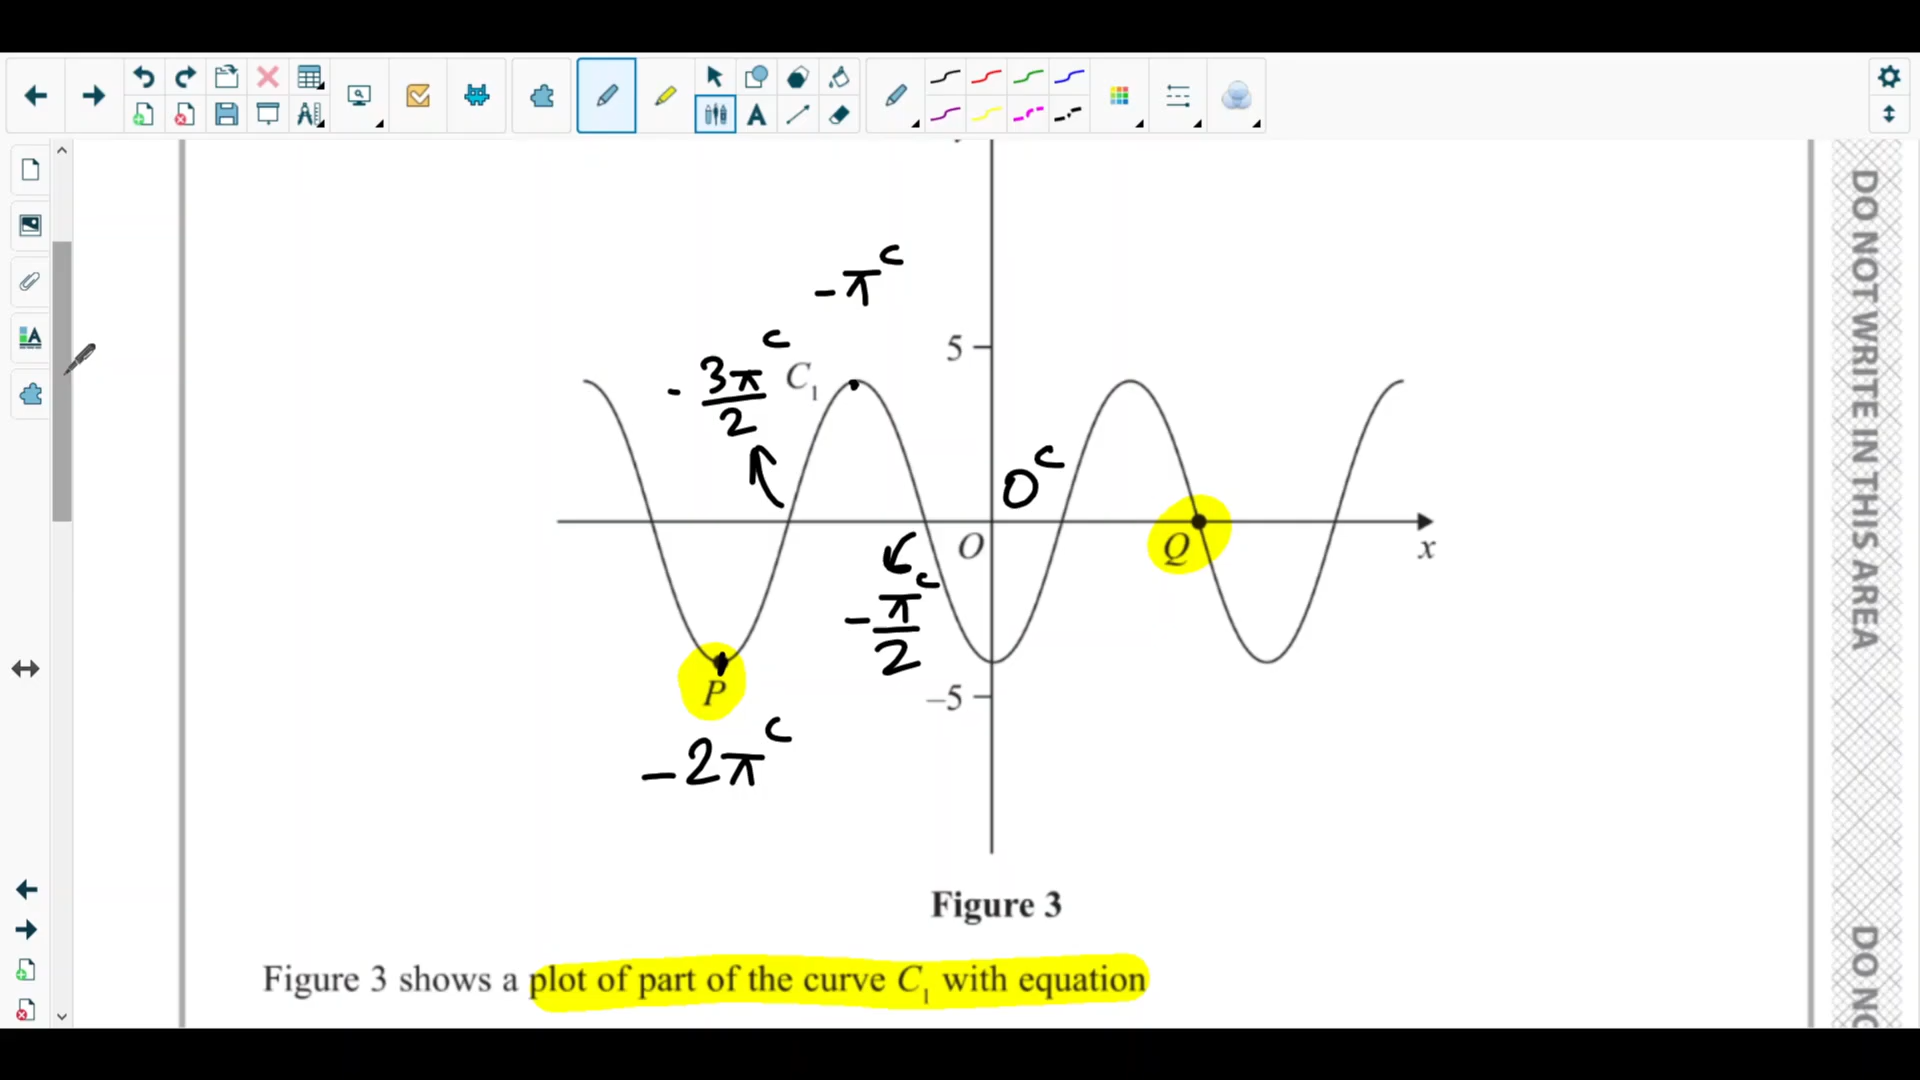 -π^c
5
-3π/2^c
C₁
0^c
O
Q
x
-π/2^c
P
–5
-2π^c
Figure 3
Figure 3 shows a plot of part of the curve C₁ with equation
DO NOT WRITE IN THIS AREA
DO NO